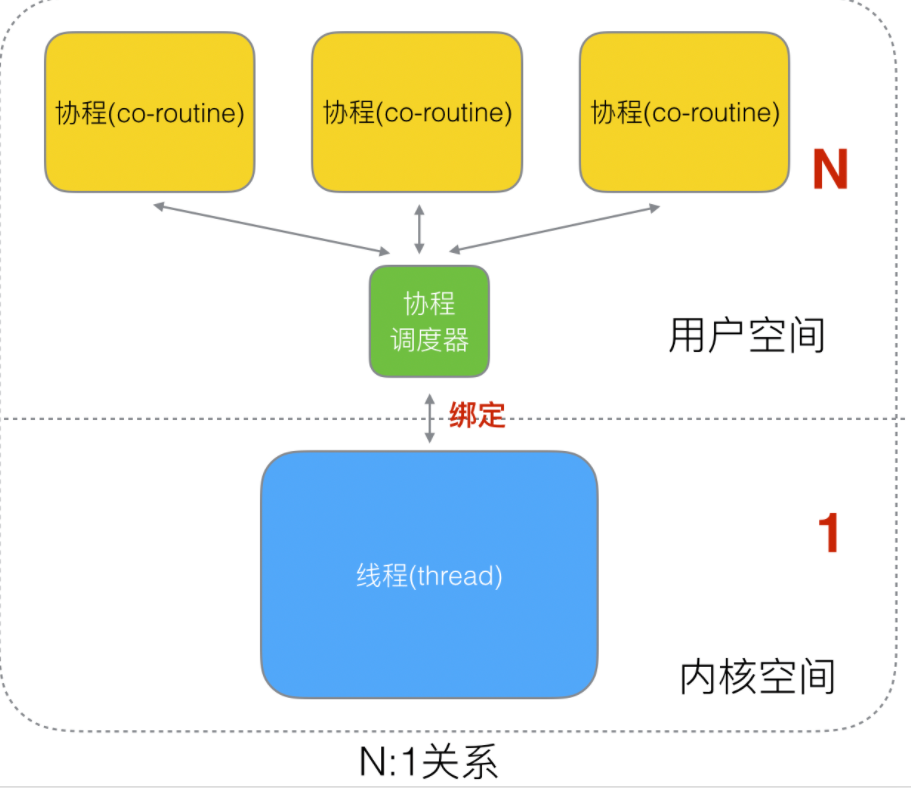 协程(co-routine)
协程(co-routine)
协程(co-routine)
N
协程
调度器
用户空间
绑定
1
线程(thread)
内核空间
N:1关系